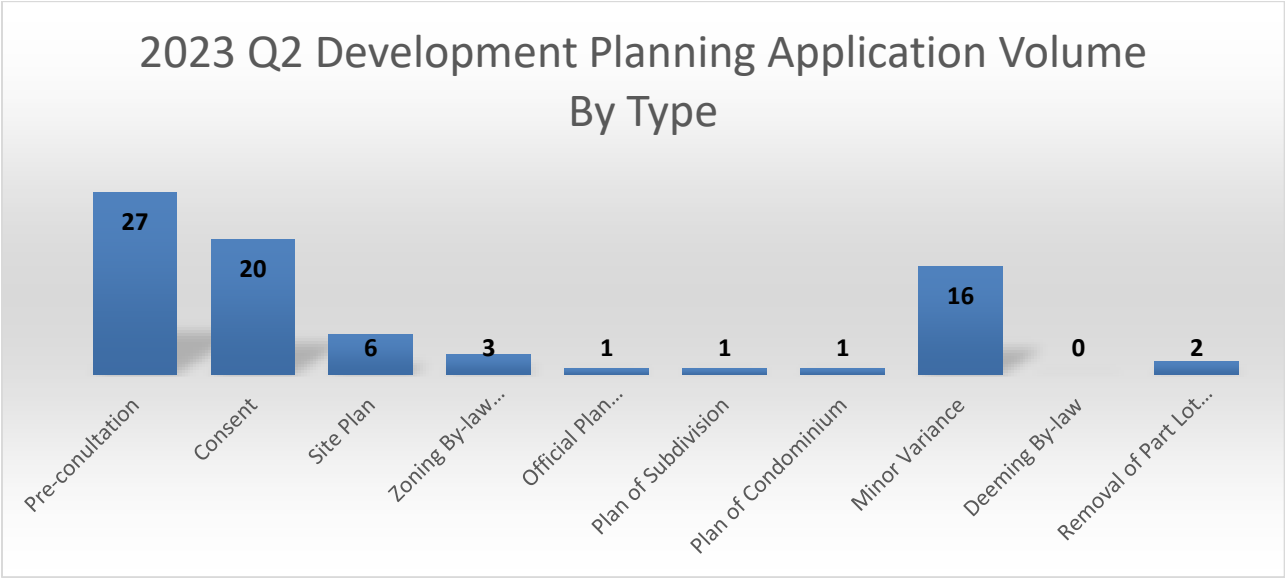 2023 Q2 Development Planning Application Volume
By Type
27
20
6
3
1
1
1
16
0
2
Pre-conultation
Consent
Site Plan
Zoning By-law...
Official Plan...
Plan of Subdivision
Plan of Condominium
Minor Variance
Deeming By-law
Removal of Part Lot...